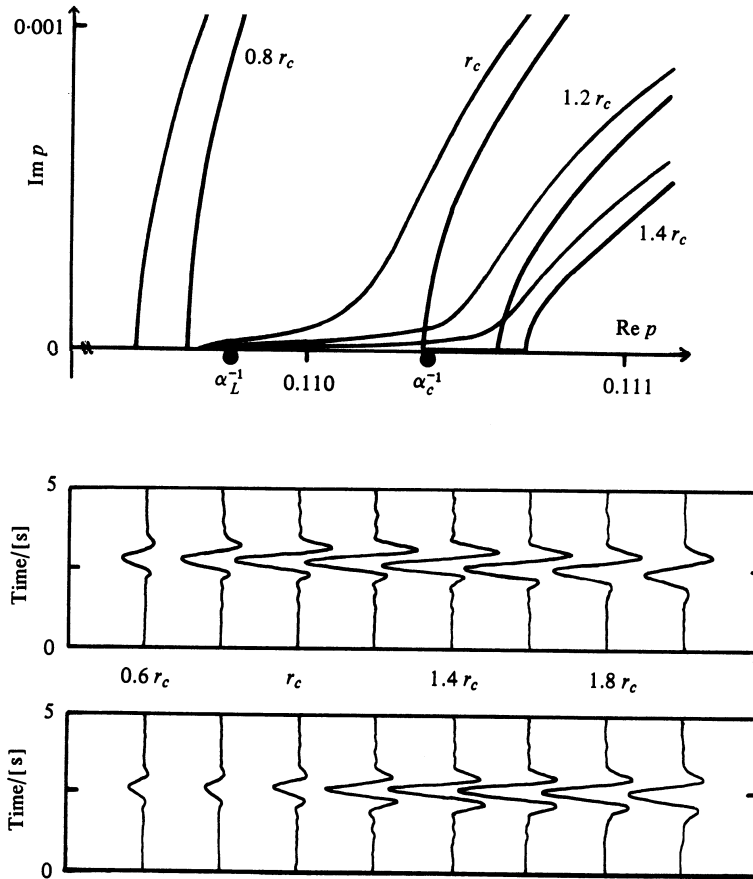 0·001
0.8 r_c
r_c
1.2 r_c
1.4 r_c
Im p
Re p
0
α_L^{-1}
0.110
α_c^{-1}
0.111
5
Time/[s]
0
0.6 r_c
r_c
1.4 r_c
1.8 r_c
5
Time/[s]
0